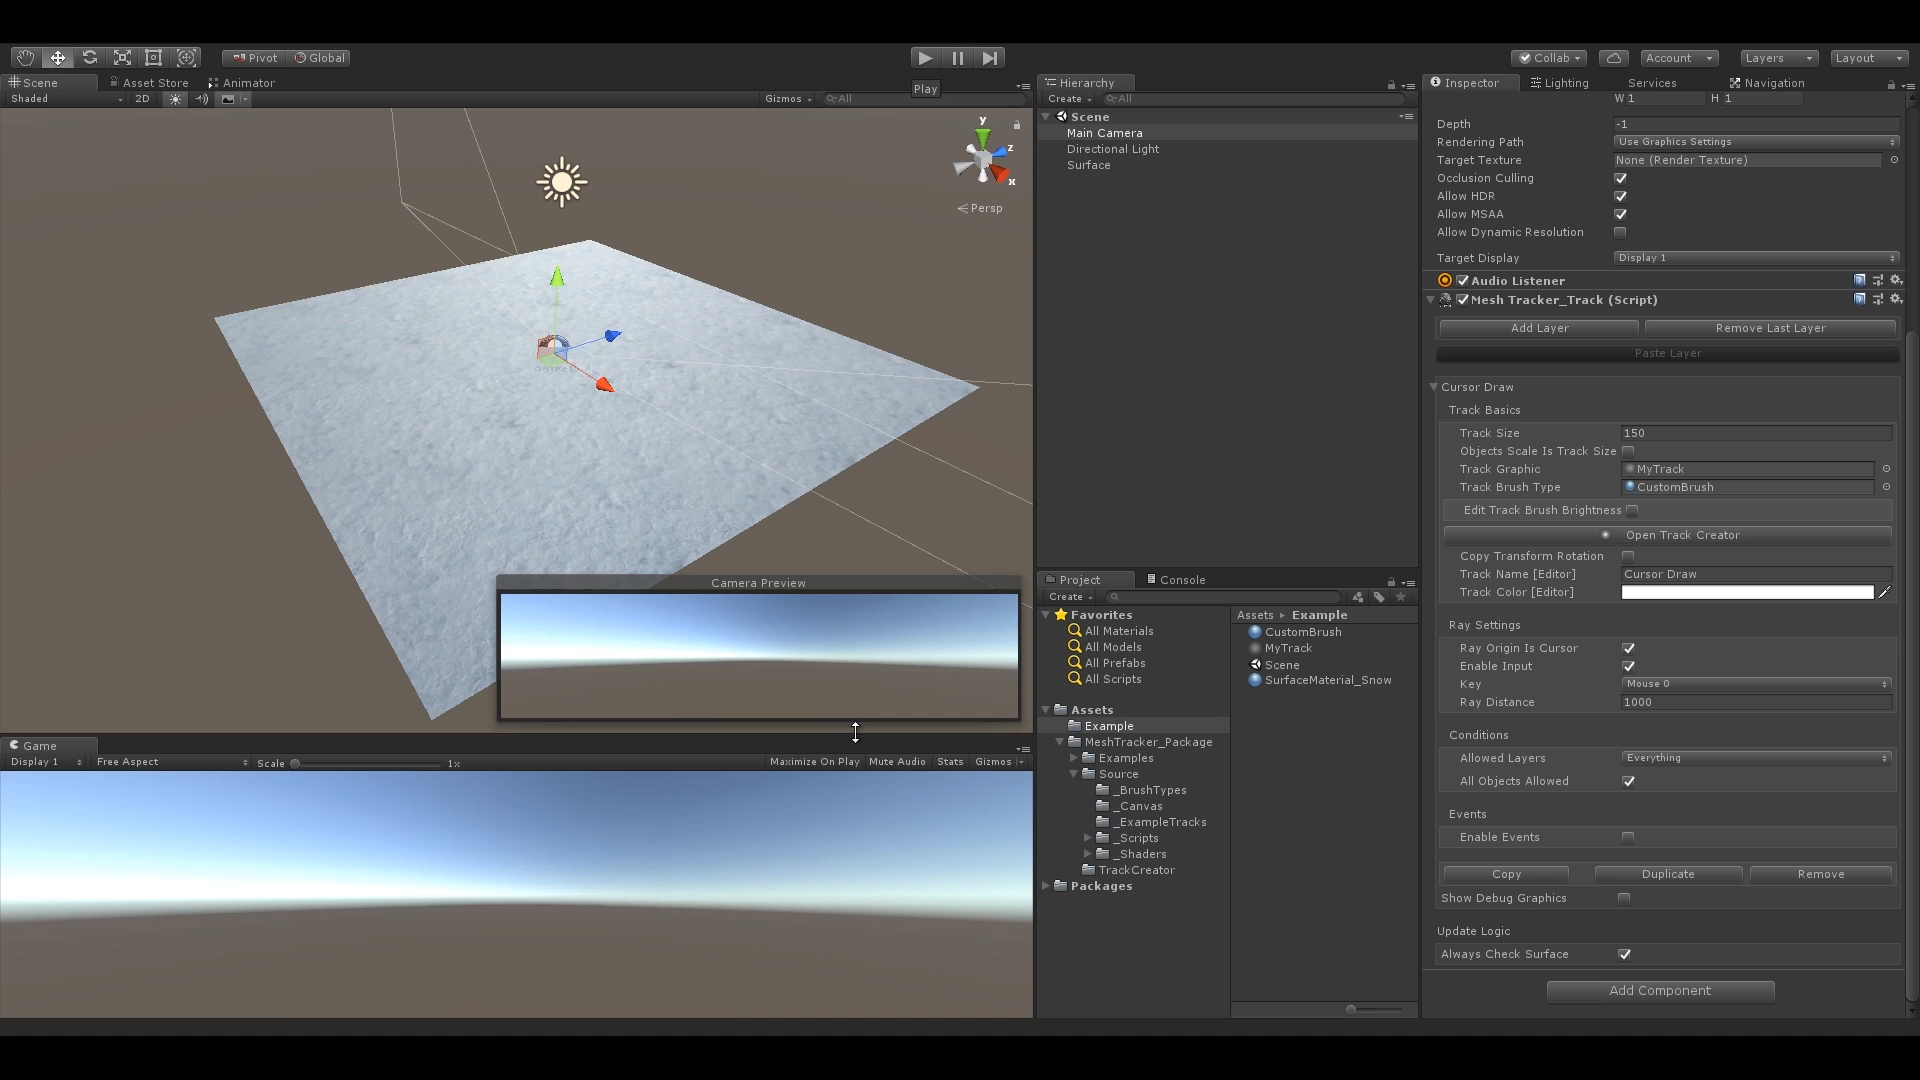 Pivot Global
Collab Account Layers Layout
Scene Asset Store Animator
Play
Shaded 2D Gizmos All
y
z
x
Persp
Camera Preview
Game
Display 1 Free Aspect Scale 1x Maximize On Play Mute Audio Stats Gizmos
Hierarchy
Create All
Scene
Main Camera
Directional Light
Surface
Project Console
Create
Favorites
All Materials
All Models
All Prefabs
All Scripts
Assets
Example
MeshTracker_Package
Examples
Source
_BrushTypes
_Canvas
_ExampleTracks
_Scripts
_Shaders
TrackCreator
Packages
Assets Example
CustomBrush
MyTrack
Scene
SurfaceMaterial_Snow
Inspector Lighting Services Navigation
W 1 H 1
Depth -1
Rendering Path Use Graphics Settings
Target Texture None (Render Texture)
Occlusion Culling
Allow HDR
Allow MSAA
Allow Dynamic Resolution
Target Display Display 1
Audio Listener
Mesh Tracker_Track (Script)
Add Layer Remove Last Layer
Paste Layer
Cursor Draw
Track Basics
Track Size 150
Objects Scale Is Track Size
Track Graphic MyTrack
Track Brush Type CustomBrush
Edit Track Brush Brightness
Open Track Creator
Copy Transform Rotation
Track Name [Editor] Cursor Draw
Track Color [Editor]
Ray Settings
Ray Origin Is Cursor
Enable Input
Key Mouse 0
Ray Distance 1000
Conditions
Allowed Layers Everything
All Objects Allowed
Events
Enable Events
Copy Duplicate Remove
Show Debug Graphics
Update Logic
Always Check Surface
Add Component